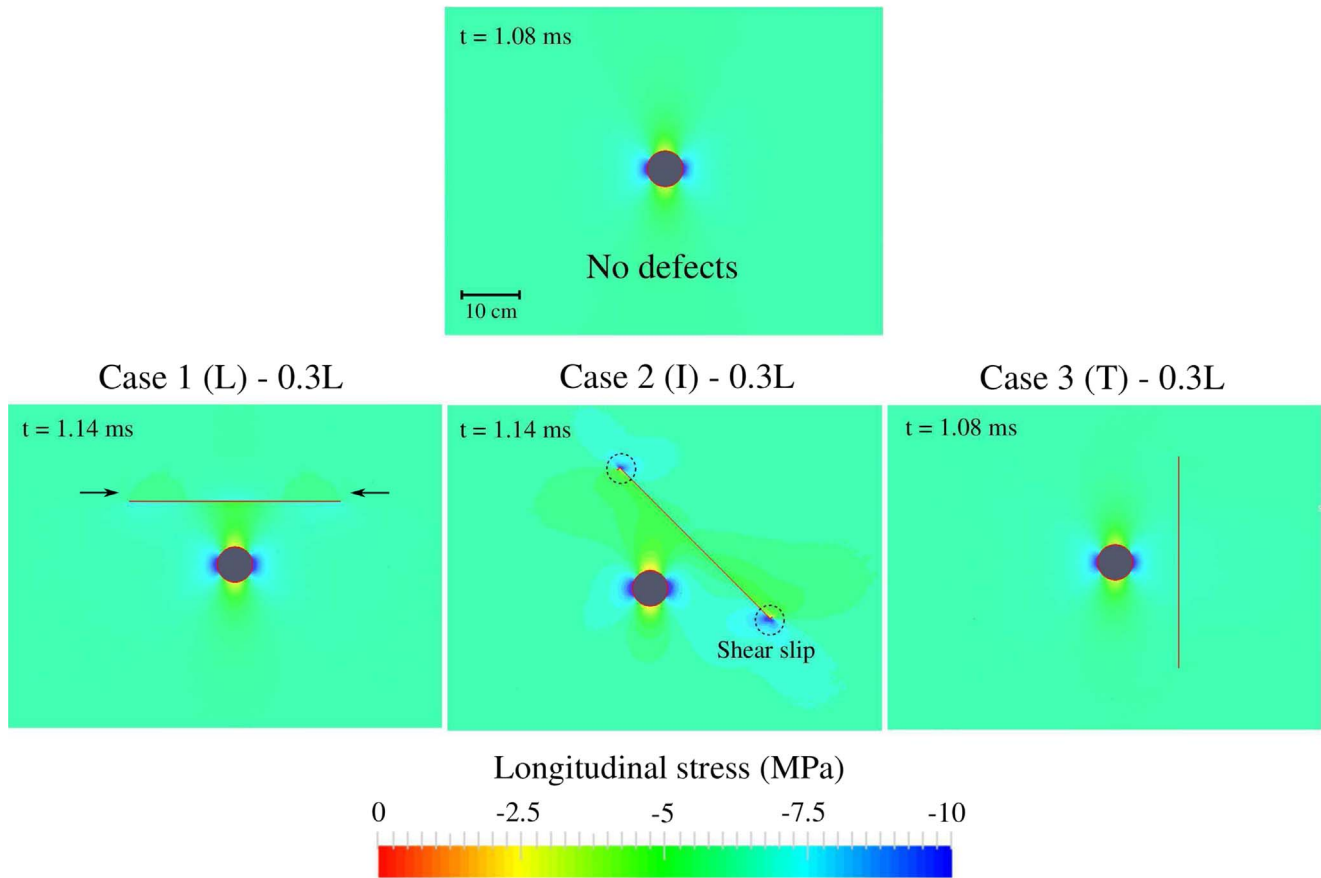 t = 1.08 ms
No defects
10 cm
Case 1 (L) - 0.3L
Case 2 (I) - 0.3L
Case 3 (T) - 0.3L
t = 1.14 ms
t = 1.14 ms
t = 1.08 ms
Shear slip
Longitudinal stress (MPa)
0 -2.5 -5 -7.5 -10